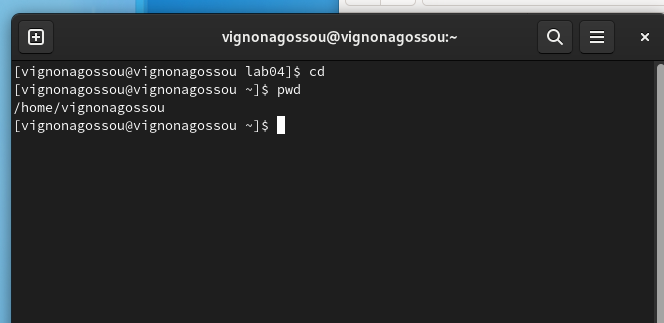 vignonagossou@vignonagossou:~
[vignonagossou@vignonagossou lab04]$ cd
[vignonagossou@vignonagossou ~]$ pwd
/home/vignonagossou
[vignonagossou@vignonagossou ~]$